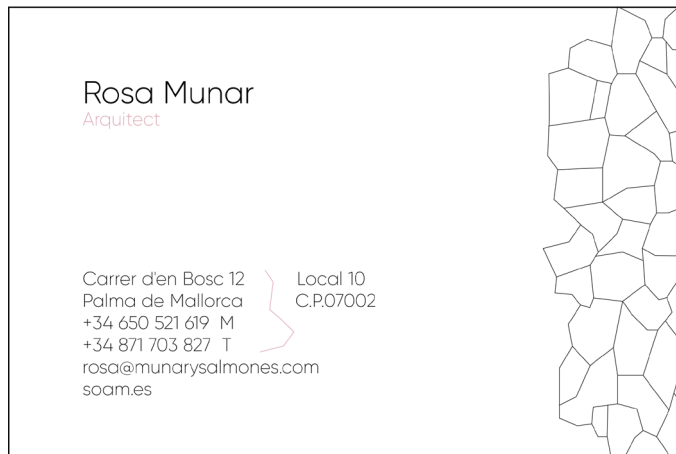 Rosa Munar
Arquitect
Carrer d'en Bosc 12
Palma de Mallorca
+34 650 521 619 M
+34 871 703 827 T
rosa@munarysalmones.com
soam.es
Local 10
C.P.07002